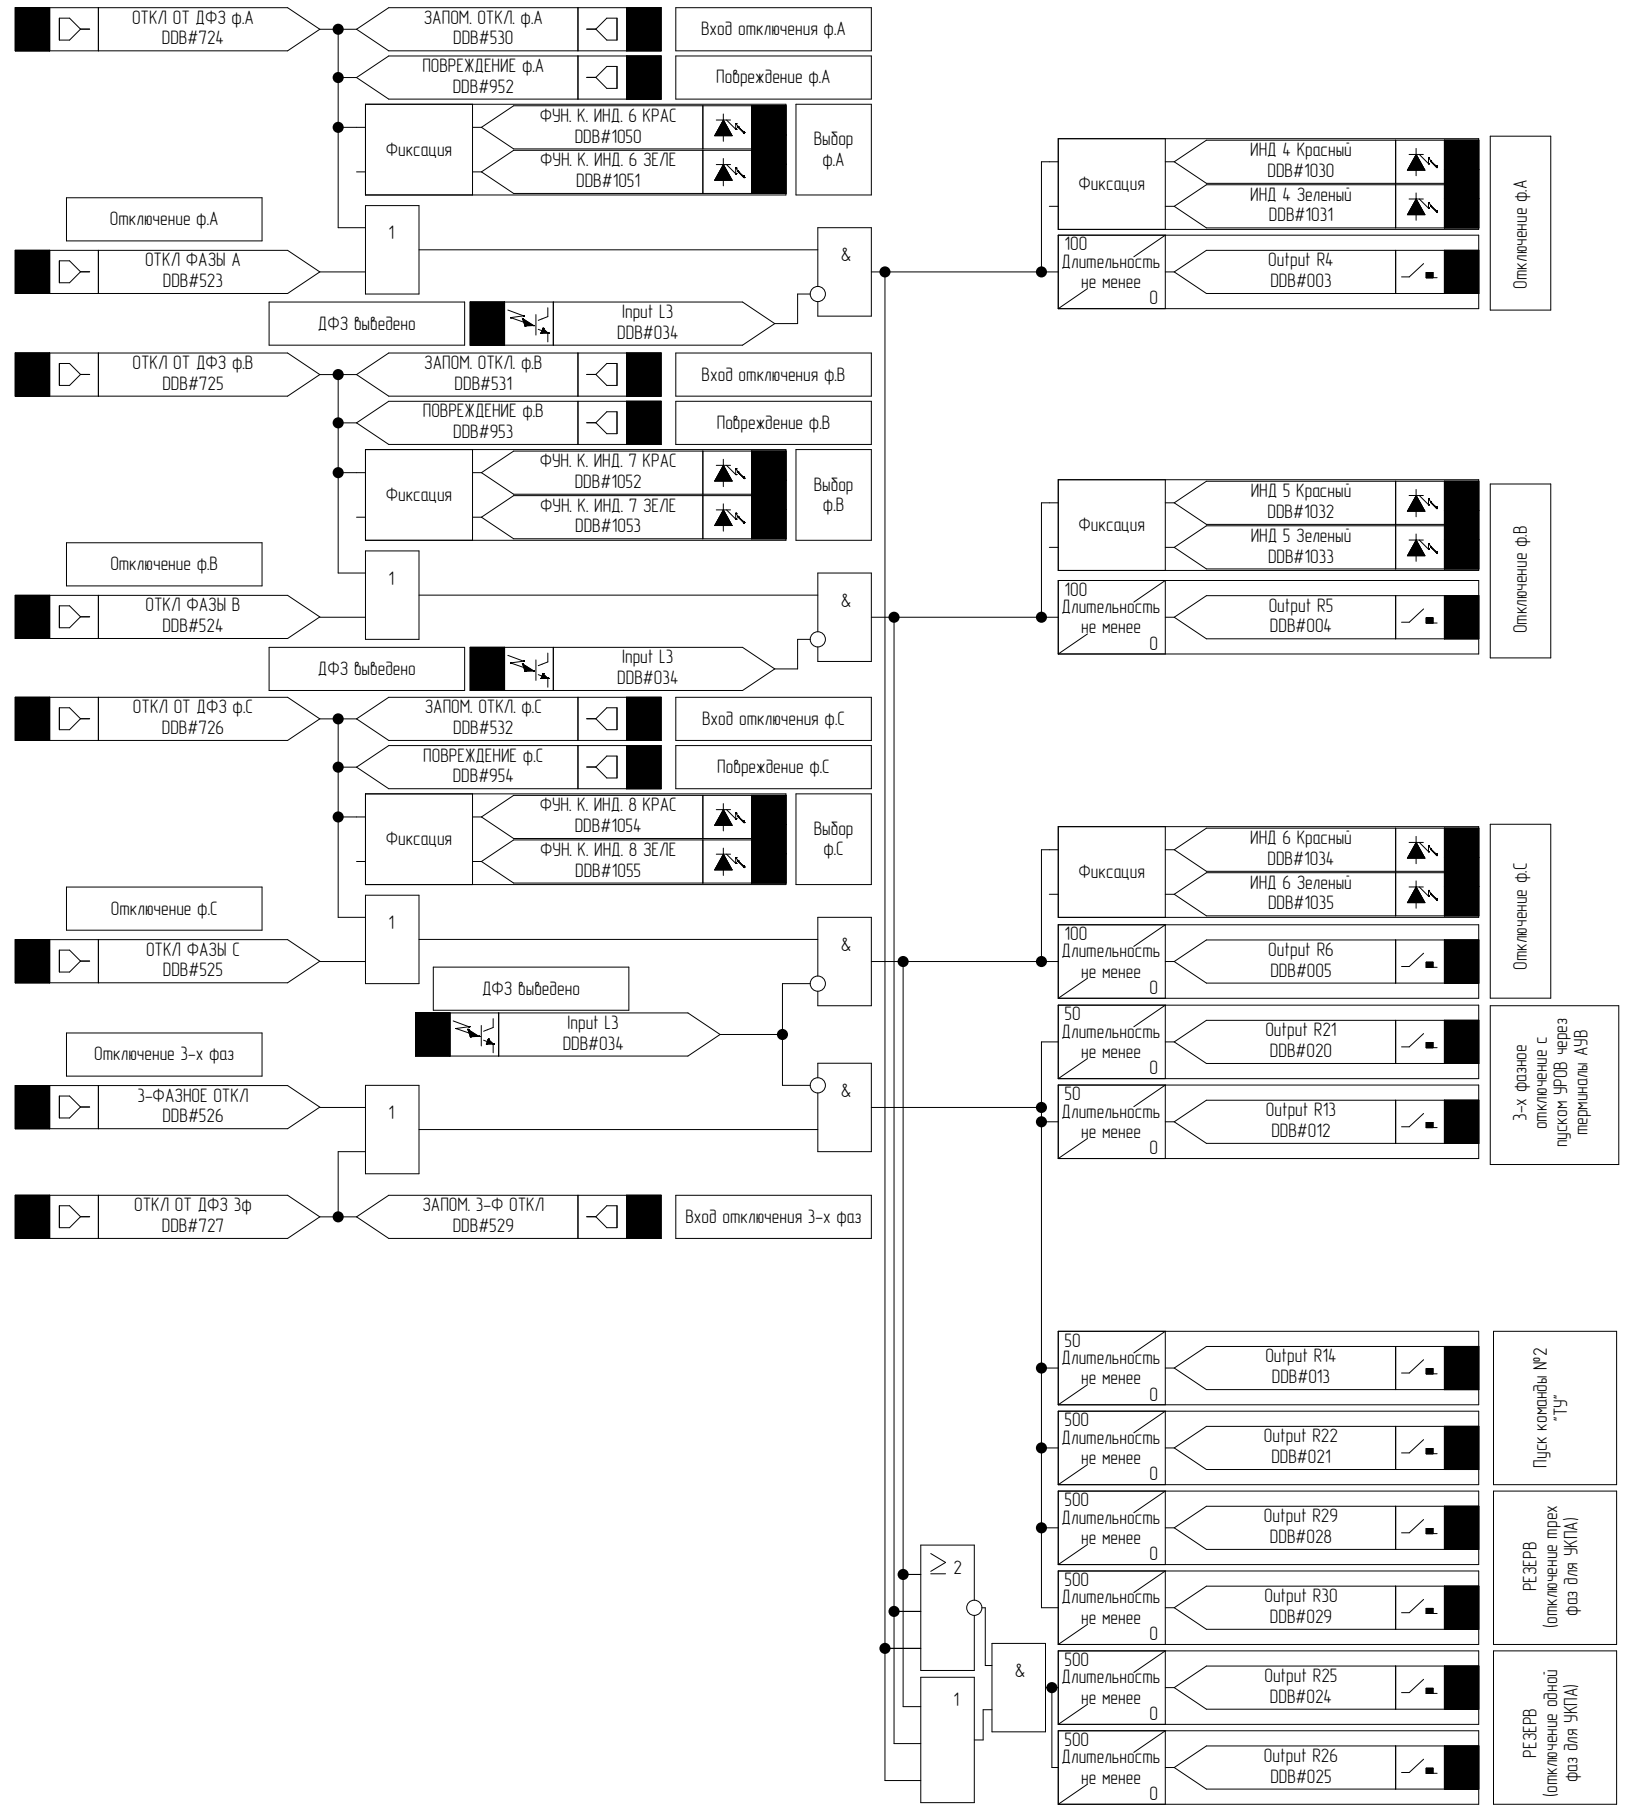 ОТКЛ ОТ ДФЗ ф.А
DDB#724
ЗАПОМ. ОТКЛ. ф.А
DDB#530
Вход отключения ф.А
ПОВРЕЖДЕНИЕ ф.А
DDB#952
Повреждение ф.А
Фиксация
ФУН. К. ИНД. 6 КРАС
DDB#1050
ФУН. К. ИНД. 6 ЗЕЛЕ
DDB#1051
Выбор
ф.А
Отключение ф.А
1
ОТКЛ ФАЗЫ А
DDB#523
&
ДФЗ выведено
Input L3
DDB#034
Фиксация
ИНД 4 Красный
DDB#1030
ИНД 4 Зеленый
DDB#1031
100
Длительность
не менее
0
Output R4
DDB#003
Отключение ф.А
ОТКЛ ОТ ДФЗ ф.В
DDB#725
ЗАПОМ. ОТКЛ. ф.В
DDB#531
Вход отключения ф.В
ПОВРЕЖДЕНИЕ ф.В
DDB#953
Повреждение ф.В
Фиксация
ФУН. К. ИНД. 7 КРАС
DDB#1052
ФУН. К. ИНД. 7 ЗЕЛЕ
DDB#1053
Выбор
ф.В
Отключение ф.В
1
ОТКЛ ФАЗЫ В
DDB#524
&
ДФЗ выведено
Input L3
DDB#034
Фиксация
ИНД 5 Красный
DDB#1032
ИНД 5 Зеленый
DDB#1033
100
Длительность
не менее
0
Output R5
DDB#004
Отключение ф.В
ОТКЛ ОТ ДФЗ ф.С
DDB#726
ЗАПОМ. ОТКЛ. ф.С
DDB#532
Вход отключения ф.С
ПОВРЕЖДЕНИЕ ф.С
DDB#954
Повреждение ф.С
Фиксация
ФУН. К. ИНД. 8 КРАС
DDB#1054
ФУН. К. ИНД. 8 ЗЕЛЕ
DDB#1055
Выбор
ф.С
Отключение ф.С
1
ОТКЛ ФАЗЫ С
DDB#525
&
ДФЗ выведено
Input L3
DDB#034
Фиксация
ИНД 6 Красный
DDB#1034
ИНД 6 Зеленый
DDB#1035
100
Длительность
не менее
0
Output R6
DDB#005
Отключение ф.С
Отключение 3-х фаз
3-ФАЗНОЕ ОТКЛ
DDB#526
1
&
ОТКЛ ОТ ДФЗ 3ф
DDB#727
ЗАПОМ. 3-Ф ОТКЛ
DDB#529
Вход отключения 3-х фаз
50
Длительность
не менее
0
Output R21
DDB#020
50
Длительность
не менее
0
Output R13
DDB#012
3-х фазное
отключение с
пуском УРОВ через
терминалы АУВ
50
Длительность
не менее
0
Output R14
DDB#013
500
Длительность
не менее
0
Output R22
DDB#021
Пуск команды №2
"ТУ"
500
Длительность
не менее
0
Output R29
DDB#028
500
Длительность
не менее
0
Output R30
DDB#029
РЕЗЕРВ
(отключение трех
фаз для УКПА)
≥ 2
1
&
500
Длительность
не менее
0
Output R25
DDB#024
500
Длительность
не менее
0
Output R26
DDB#025
РЕЗЕРВ
(отключение одной
фаз для УКПА)